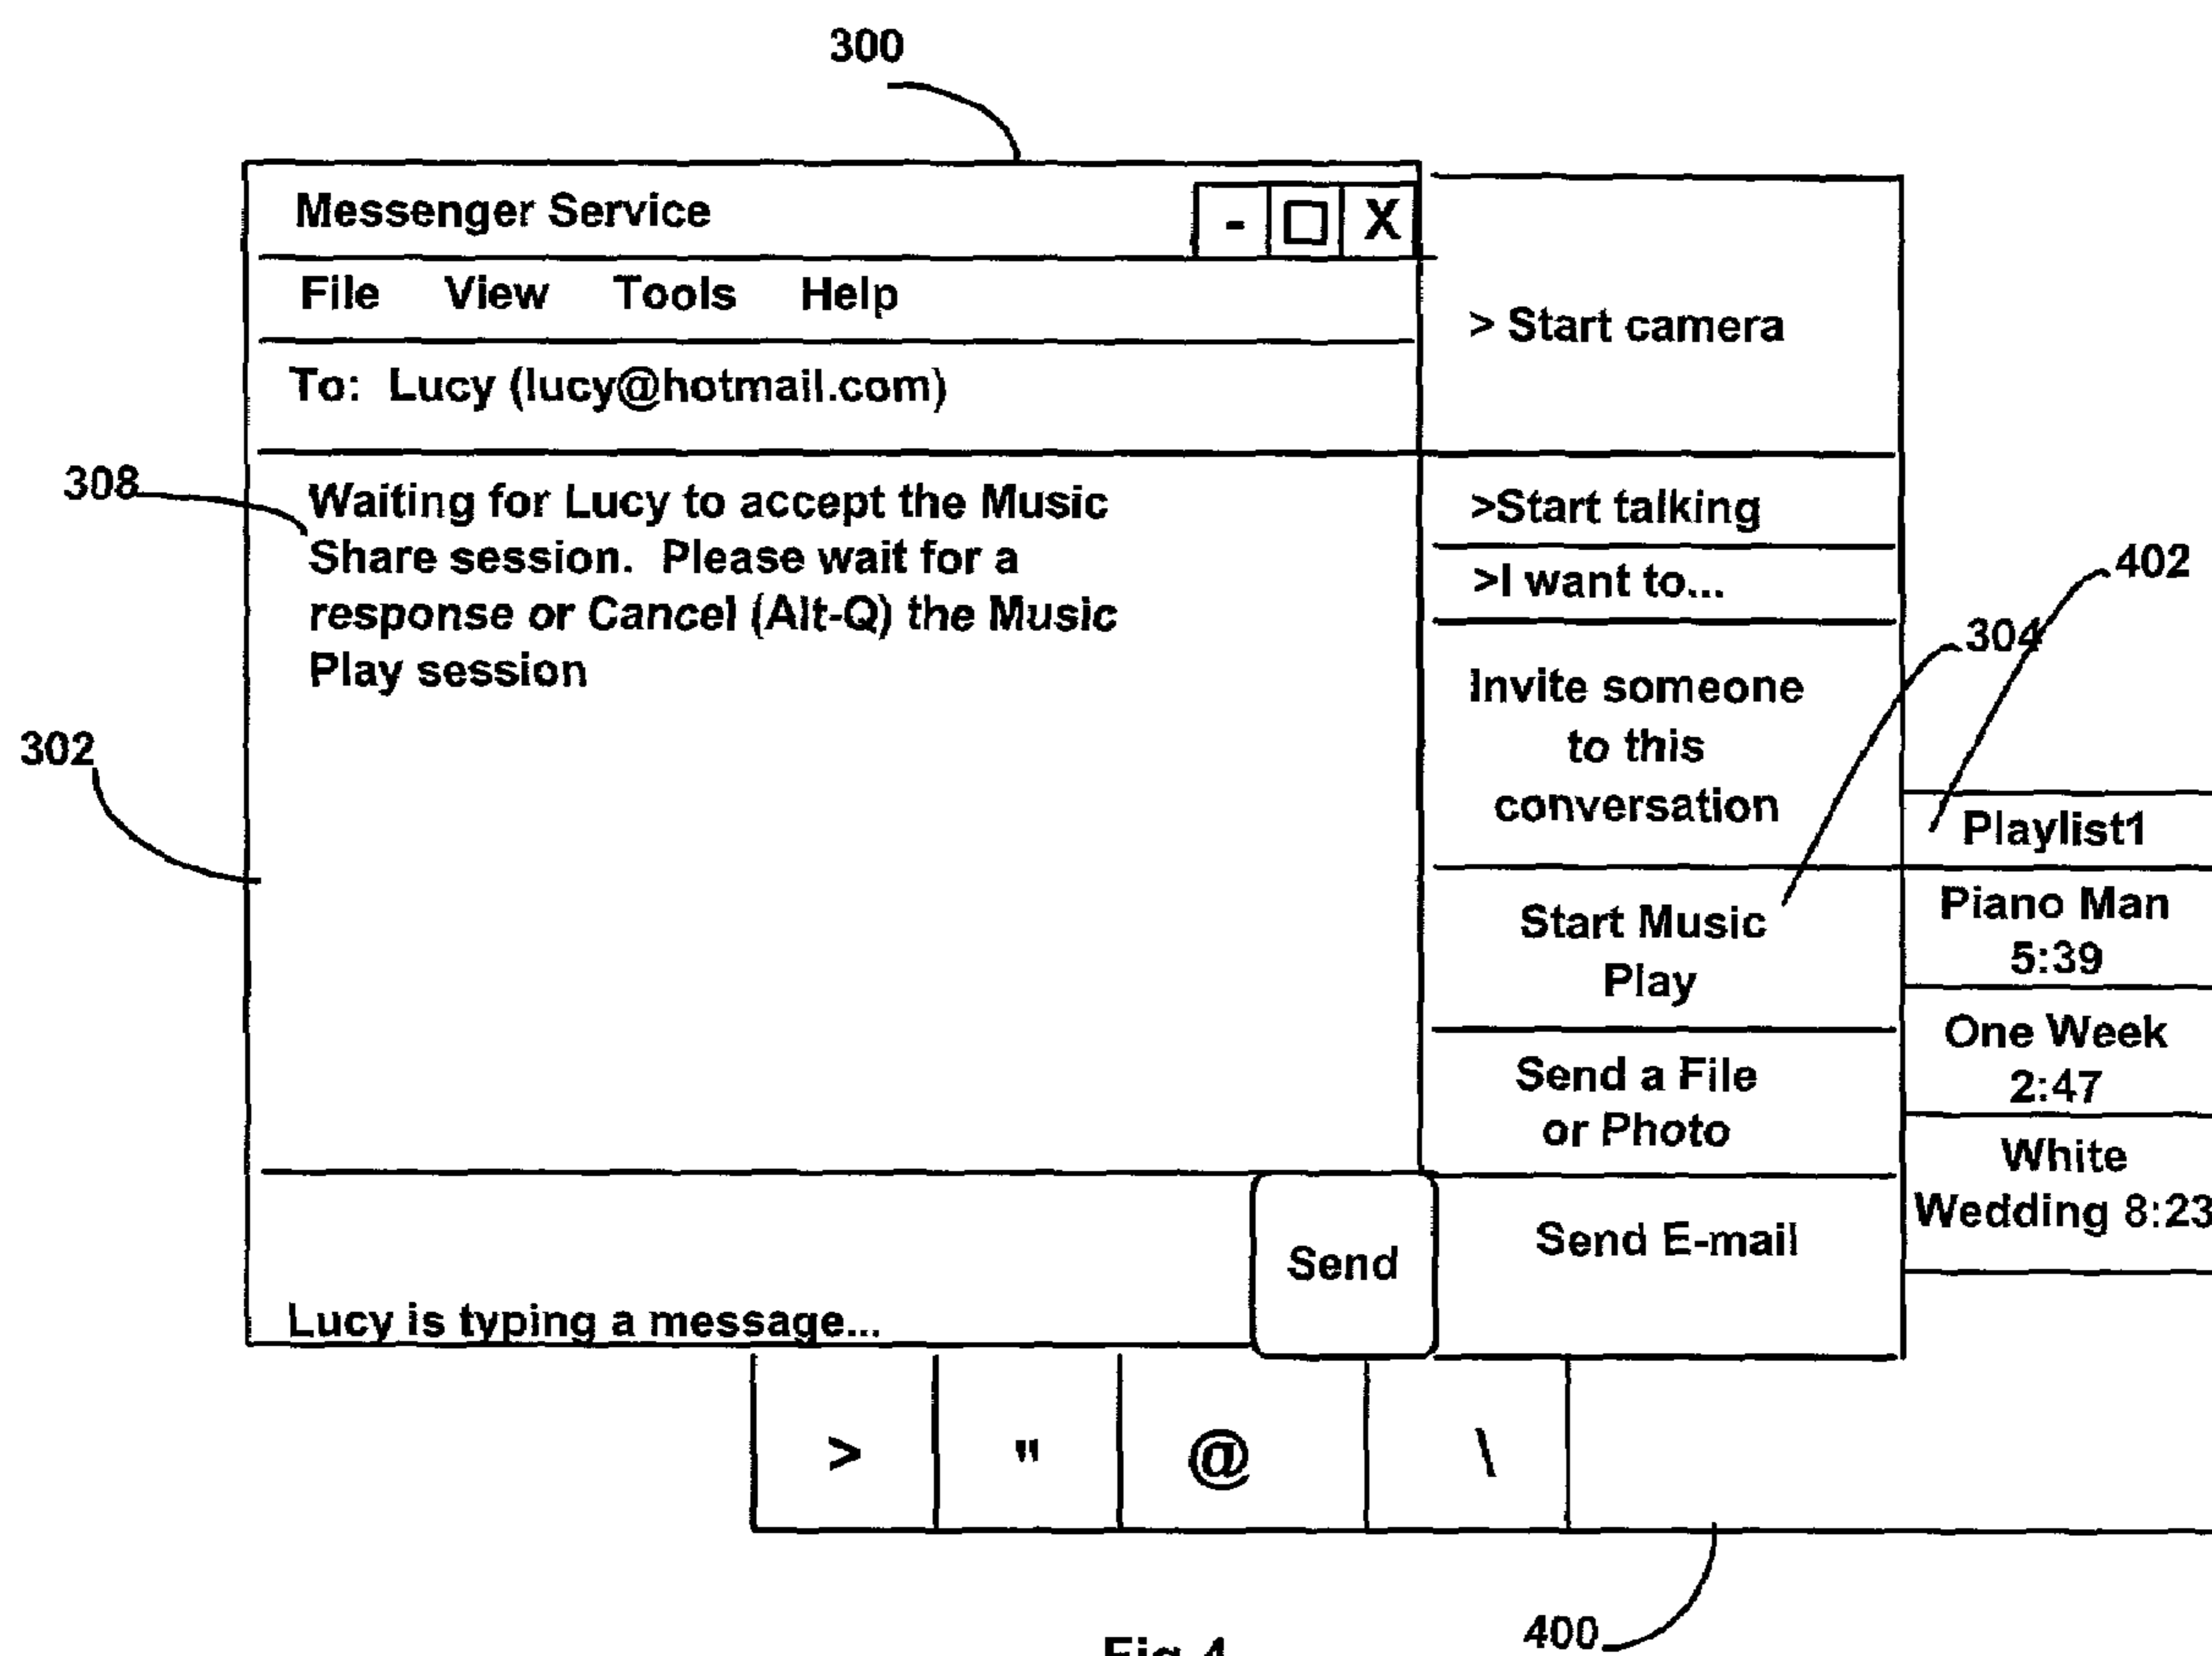 300
Messenger Service
- □ X
File View Tools Help
To: Lucy (lucy@hotmail.com)
308
Waiting for Lucy to accept the Music
Share session. Please wait for a
response or Cancel (Alt-Q) the Music
Play session
302
Send
Lucy is typing a message...
> Start camera
>Start talking
>I want to...
Invite someone
to this
conversation
Start Music
Play
Send a File
or Photo
Send E-mail
402
304
Playlist1
Piano Man
5:39
One Week
2:47
White
Wedding 8:23
> " @ \
400
Fig 4